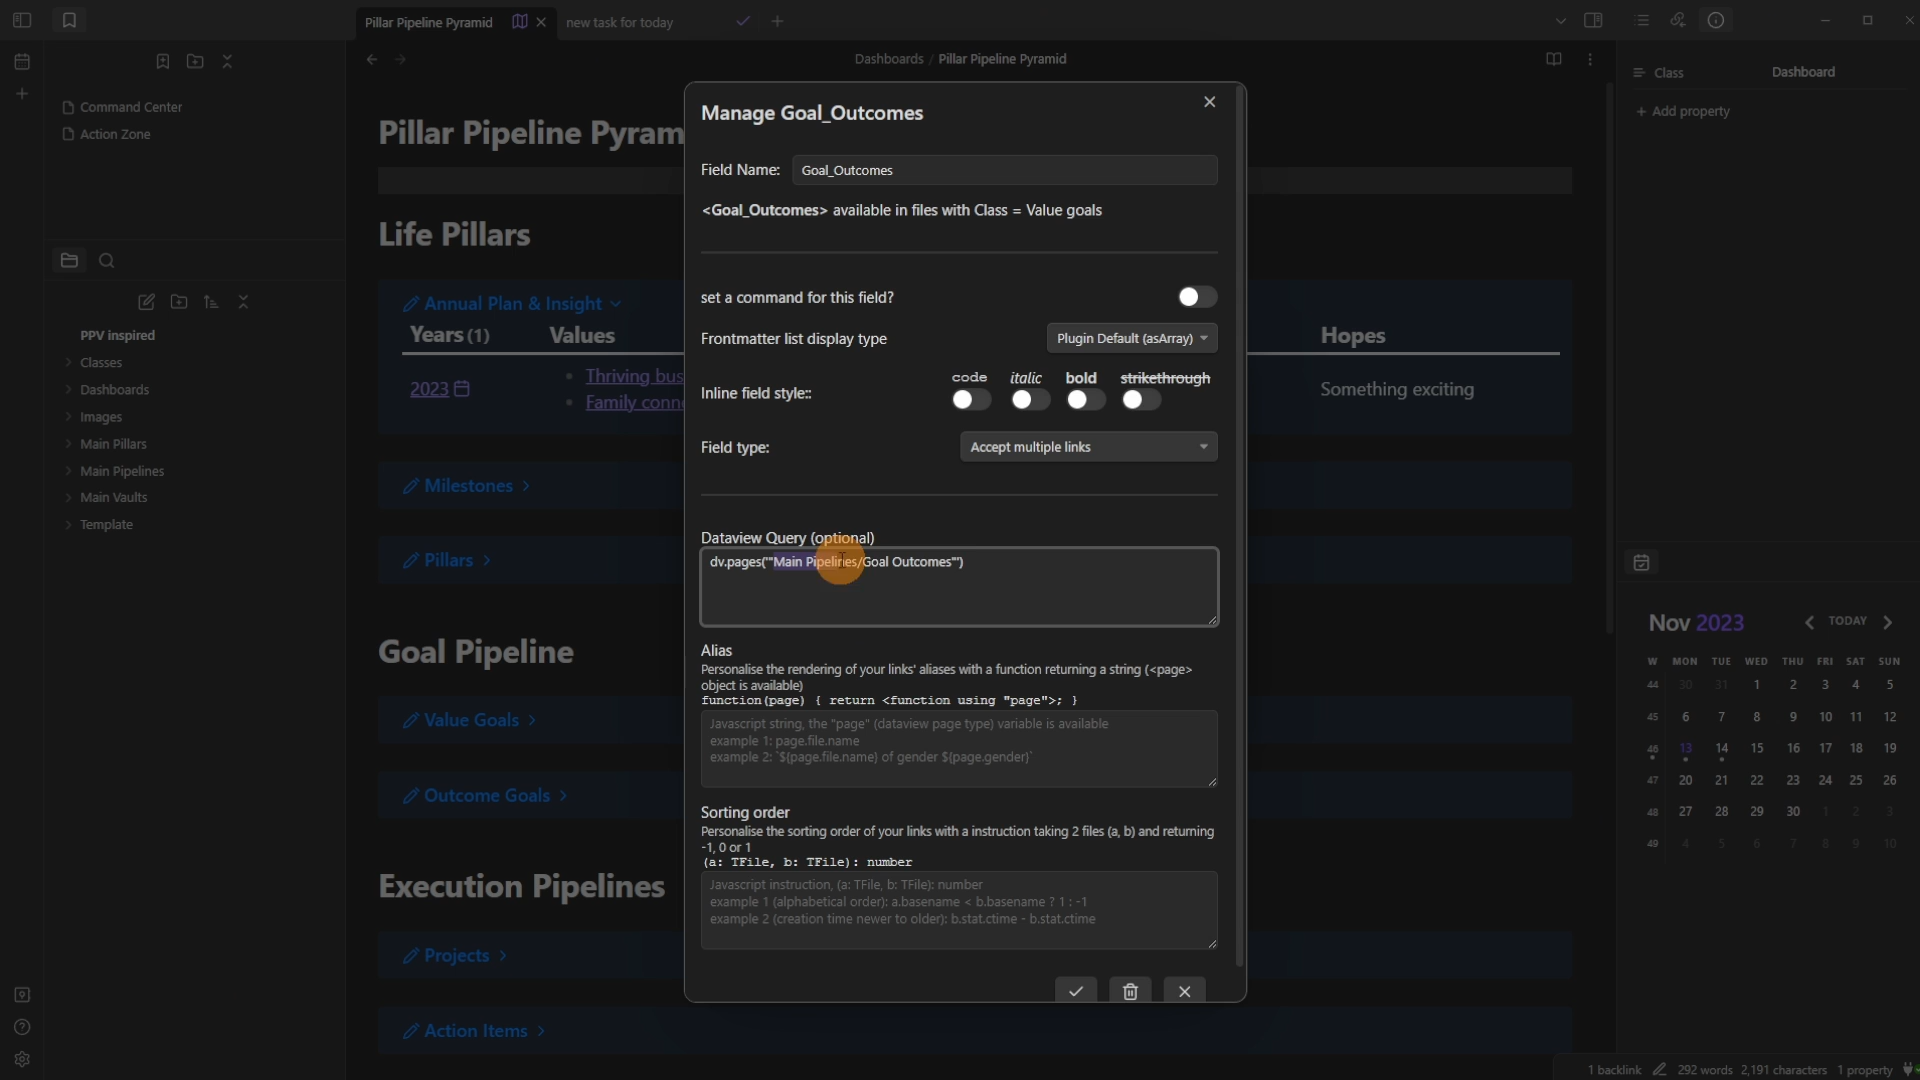 Pillar Pipeline Pyramid
new task for today
Command Center
Action Zone
PPV inspired
Classes
Dashboards
Images
Main Pillars
Main Pipelines
Main Vaults
Template
Dashboards / Pillar Pipeline Pyramid
Pillar Pipeline Pyram
Life Pillars
Annual Plan & Insight
Years (1) Values Hopes
2023
Thriving bus
Family conn
Something exciting
Milestones
Pillars
Goal Pipeline
Value Goals
Outcome Goals
Execution Pipelines
Projects
Action Items
Manage Goal_Outcomes
Field Name: Goal_Outcomes
<Goal_Outcomes> available in files with Class = Value goals
set a command for this field?
Frontmatter list display type Plugin Default (asArray)
Inline field style:: code italic bold strikethrough
Field type: Accept multiple links
Dataview Query (optional)
dv.pages('"Main Pipelines/Goal Outcomes"')
Alias
Personalise the rendering of your links' aliases with a function returning a string (<page>
object is available)
function(page) { return <function using "page">; }
Javascript string, the "page" (dataview page type) variable is available
example 1: page.file.name
example 2: `${page.file.name} of gender ${page.gender}`
Sorting order
Personalise the sorting order of your links with a instruction taking 2 files (a, b) and returning
-1, 0 or 1
(a: TFile, b: TFile): number
Javascript instruction, (a: TFile, b: TFile): number
example 1 (alphabetical order): a.basename < b.basename ? 1 : -1
example 2 (creation time newer to older): b.stat.ctime - b.stat.ctime
Class Dashboard
+ Add property
Nov 2023 TODAY
W MON TUE WED THU FRI SAT SUN
44 30 31 1 2 3 4 5
45 6 7 8 9 10 11 12
46 13 14 15 16 17 18 19
47 20 21 22 23 24 25 26
48 27 28 29 30 1 2 3
49 4 5 6 7 8 9 10
1 backlink 292 words 2,191 characters 1 property